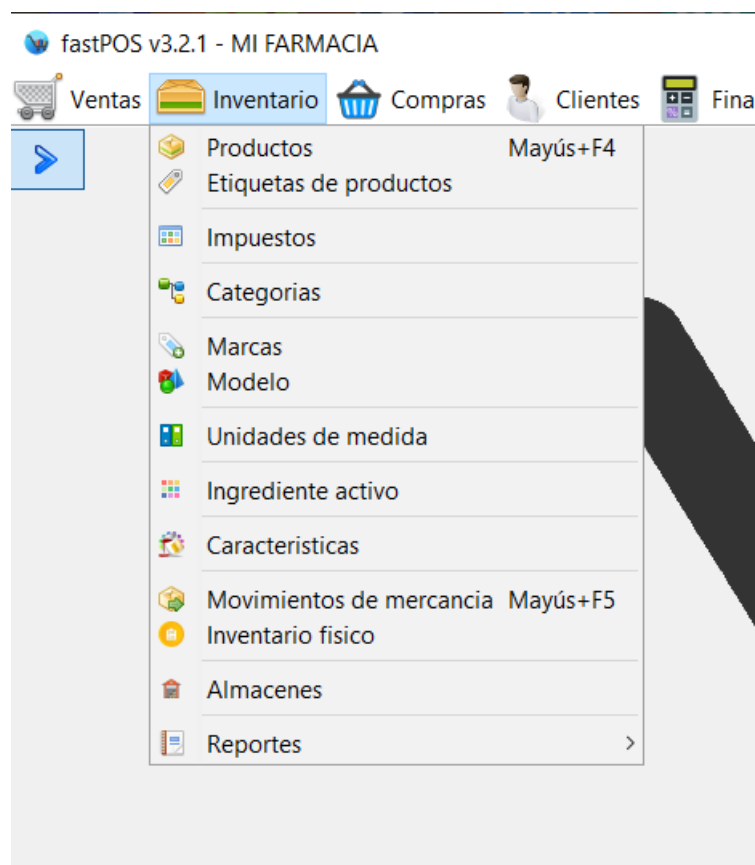 fastPOS v3.2.1 - MI FARMACIA
Ventas Inventario Compras Clientes Fina
Productos Mayús+F4
Etiquetas de productos
Impuestos
Categorias
Marcas
Modelo
Unidades de medida
Ingrediente activo
Caracteristicas
Movimientos de mercancia Mayús+F5
Inventario fisico
Almacenes
Reportes